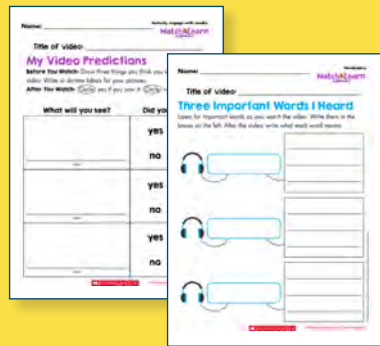 Name:
Actively engage with media
Watch & Learn
Title of video:
My Video Predictions
Before You Watch: Draw three things you think you w
video. Write or dictate labels for your pictures.
After You Watch: Circle yes if you saw it. Circle n
What will you see?
Did yo
yes
no
yes
no
yes
no
SCHOLASTIC
Name:
Vocabulary
Watch & Learn
Title of video:
Three Important Words I Heard
Listen for important words as you watch the video. Write them in the
boxes on the left. After the video, write what each word means.
SCHOLASTIC